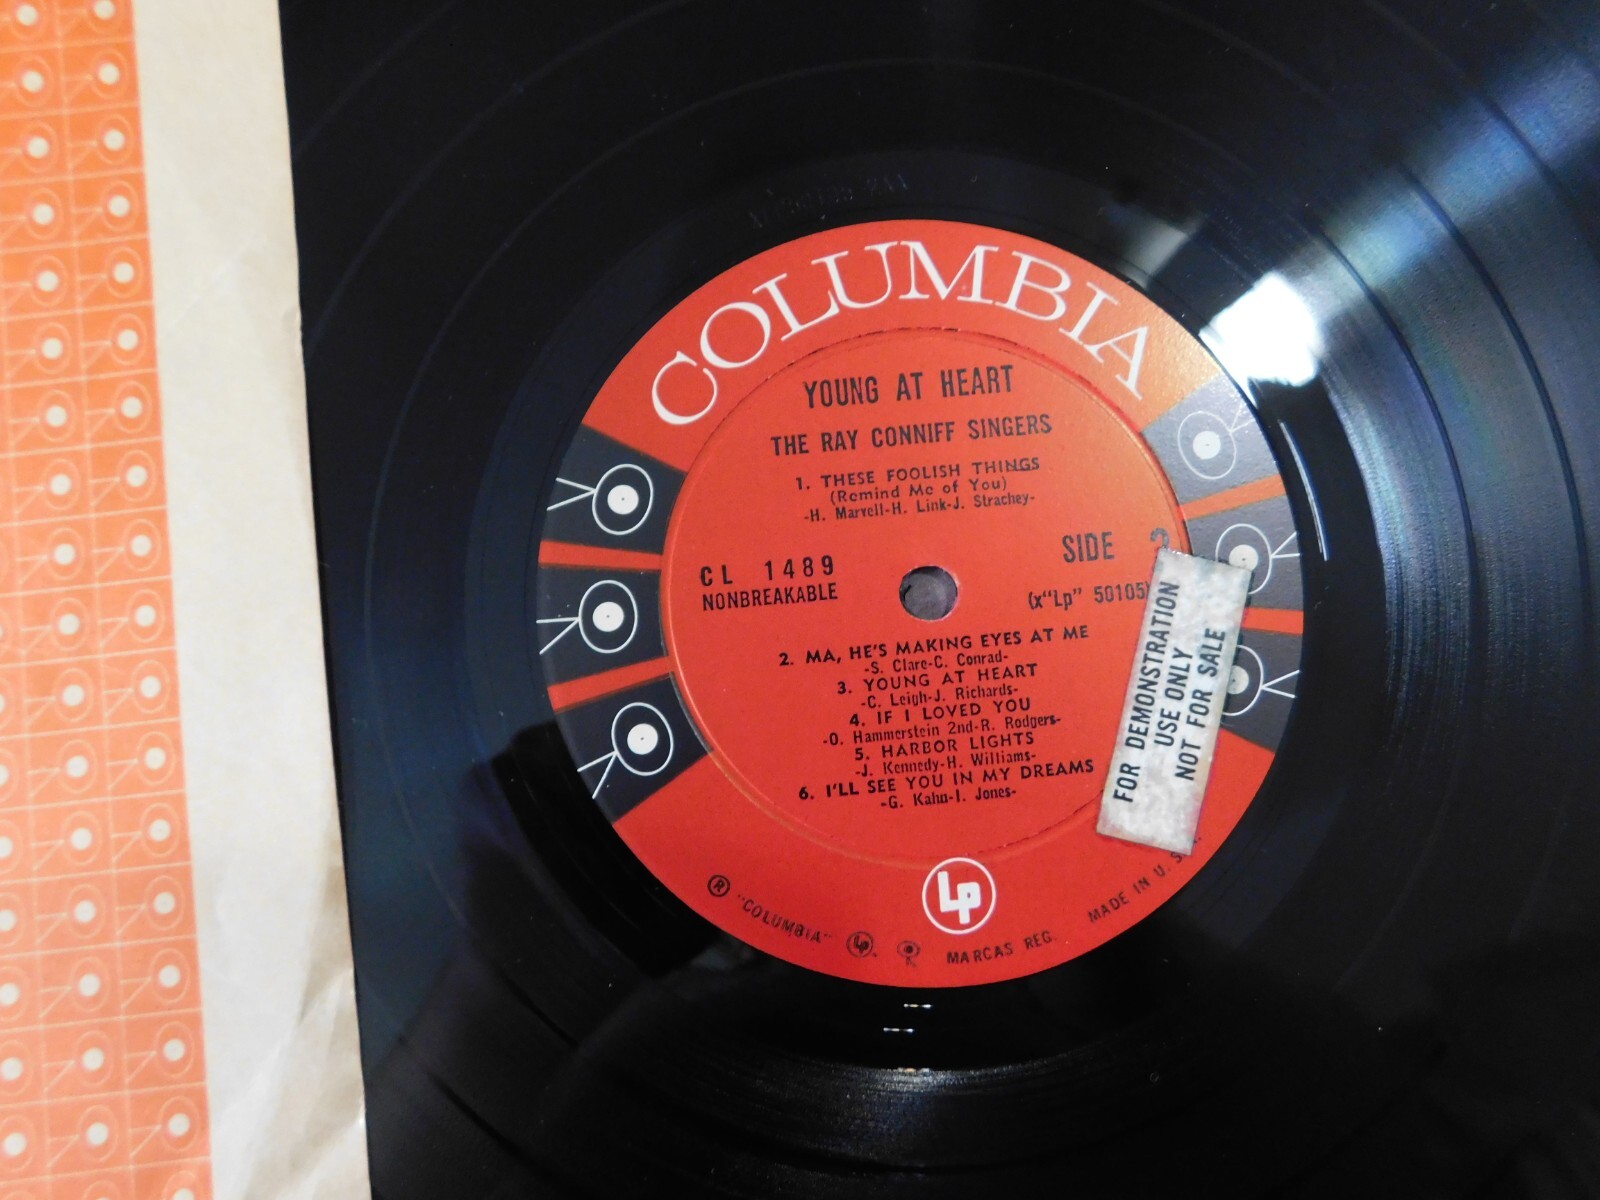 COLUMBIA
YOUNG AT HEART
THE RAY CONNIFF SINGERS
1. THESE FOOLISH THINGS
(Remind Me of You)
-H. Marvell-H. Link-J. Strachey-
CL 1489
NONBREAKABLE
SIDE
(x"Lp" 50105)
2. MA, HE'S MAKING EYES AT ME
-S. Clare-C. Conrad-
3. YOUNG AT HEART
-C. Leigh-J. Richards-
4. IF I LOVED YOU
-O. Hammerstein 2nd-R. Rodgers-
5. HARBOR LIGHTS
-J. Kennedy-H. Williams-
6. I'LL SEE YOU IN MY DREAMS
-G. Kahn-I. Jones-
FOR DEMONSTRATION
USE ONLY
NOT FOR SALE
Lp
® "COLUMBIA" Lp MARCAS REG. MADE IN U. S.